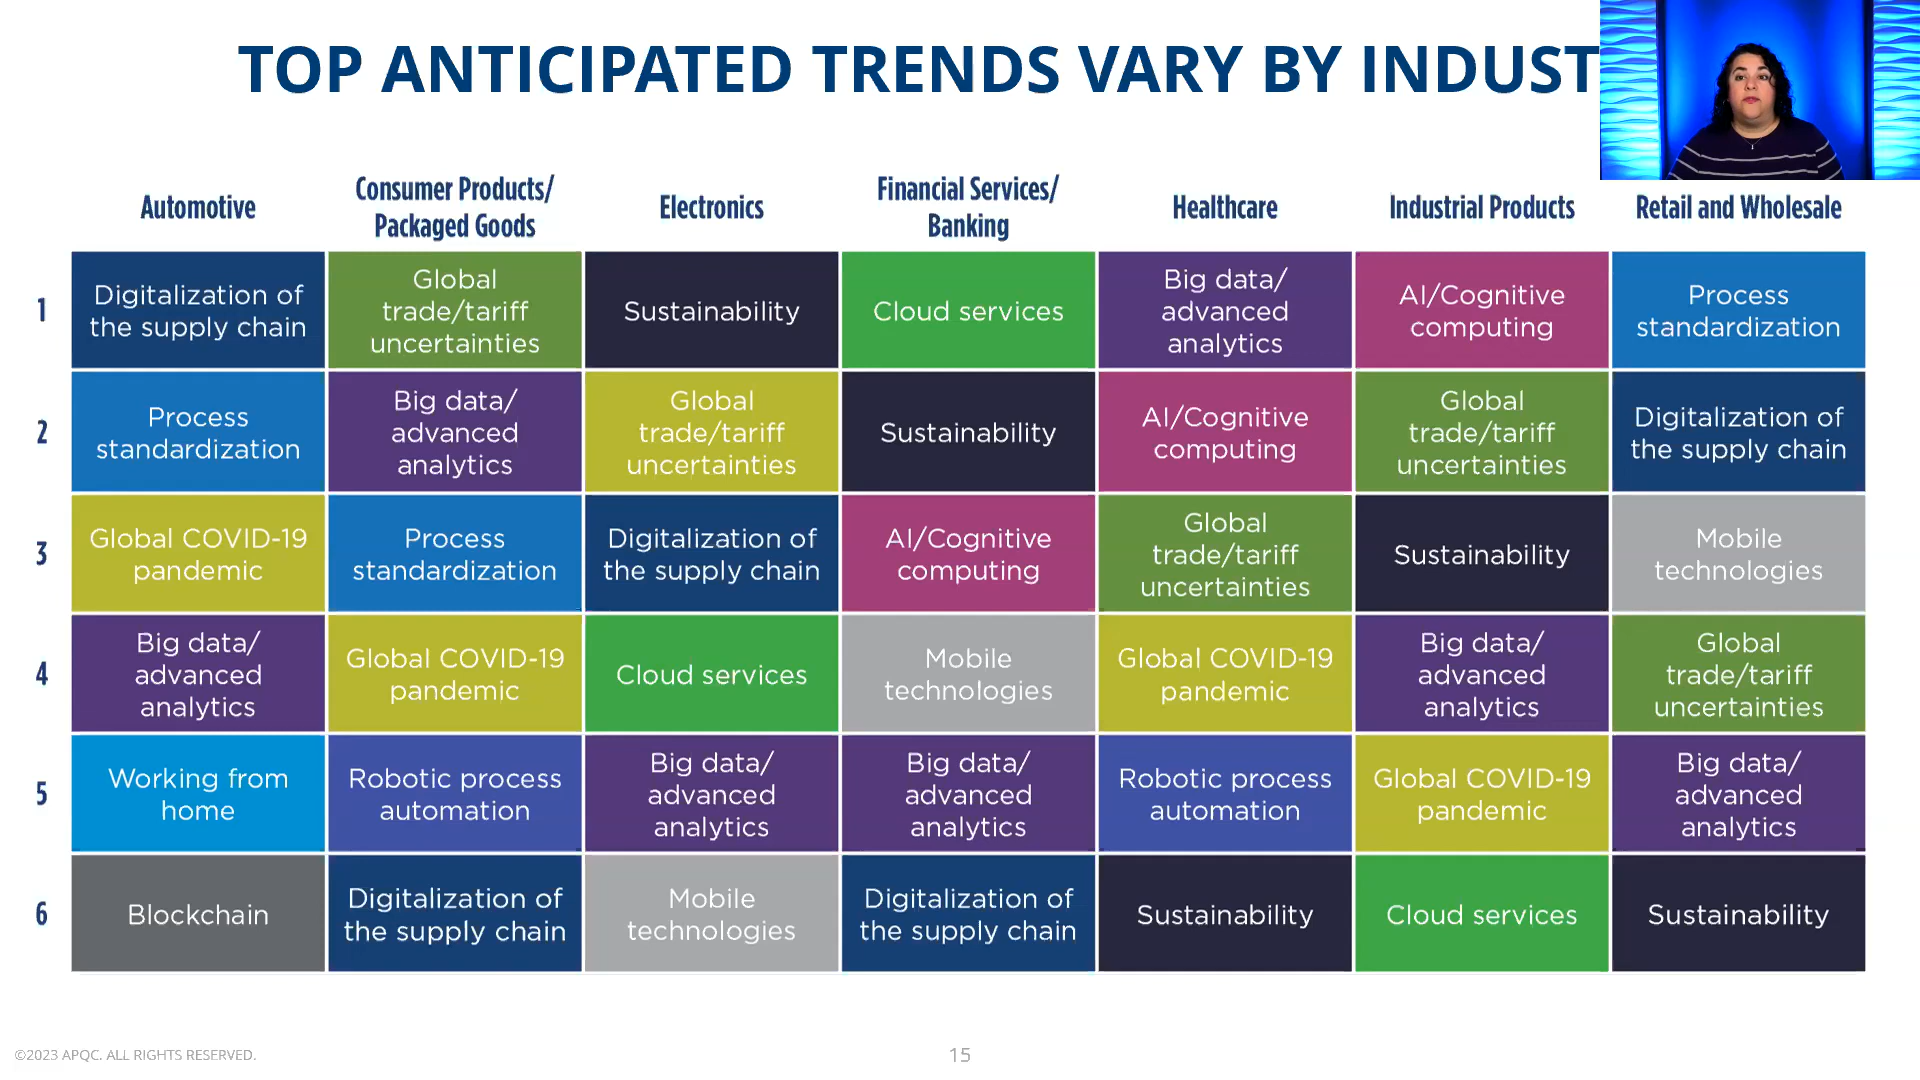 TOP ANTICIPATED TRENDS VARY BY INDUST
Automotive
Consumer Products/
Packaged Goods
Electronics
Financial Services/
Banking
Healthcare
Industrial Products
Retail and Wholesale
1
Digitalization of
the supply chain
Global
trade/tariff
uncertainties
Sustainability
Cloud services
Big data/
advanced
analytics
AI/Cognitive
computing
Process
standardization
2
Process
standardization
Big data/
advanced
analytics
Global
trade/tariff
uncertainties
Sustainability
AI/Cognitive
computing
Global
trade/tariff
uncertainties
Digitalization of
the supply chain
3
Global COVID-19
pandemic
Process
standardization
Digitalization of
the supply chain
AI/Cognitive
computing
Global
trade/tariff
uncertainties
Sustainability
Mobile
technologies
4
Big data/
advanced
analytics
Global COVID-19
pandemic
Cloud services
Mobile
technologies
Global COVID-19
pandemic
Big data/
advanced
analytics
Global
trade/tariff
uncertainties
5
Working from
home
Robotic process
automation
Big data/
advanced
analytics
Big data/
advanced
analytics
Robotic process
automation
Global COVID-19
pandemic
Big data/
advanced
analytics
6
Blockchain
Digitalization of
the supply chain
Mobile
technologies
Digitalization of
the supply chain
Sustainability
Cloud services
Sustainability
©2023 APQC. ALL RIGHTS RESERVED.
15